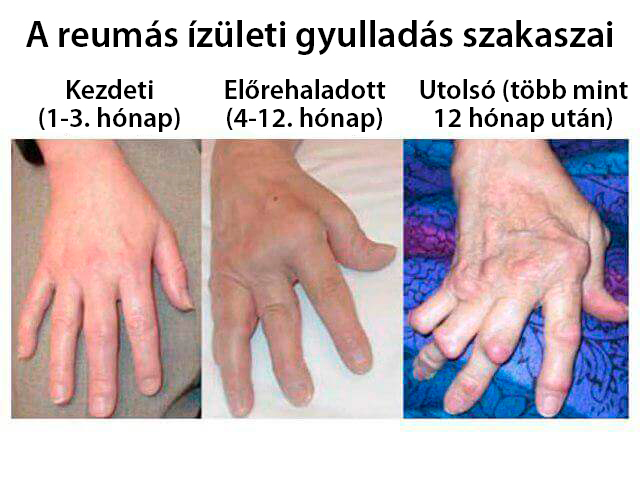 A reumás ízületi gyulladás szakaszai
Kezdeti
(1-3. hónap)
Előrehaladott
(4-12. hónap)
Utolsó (több mint
12 hónap után)